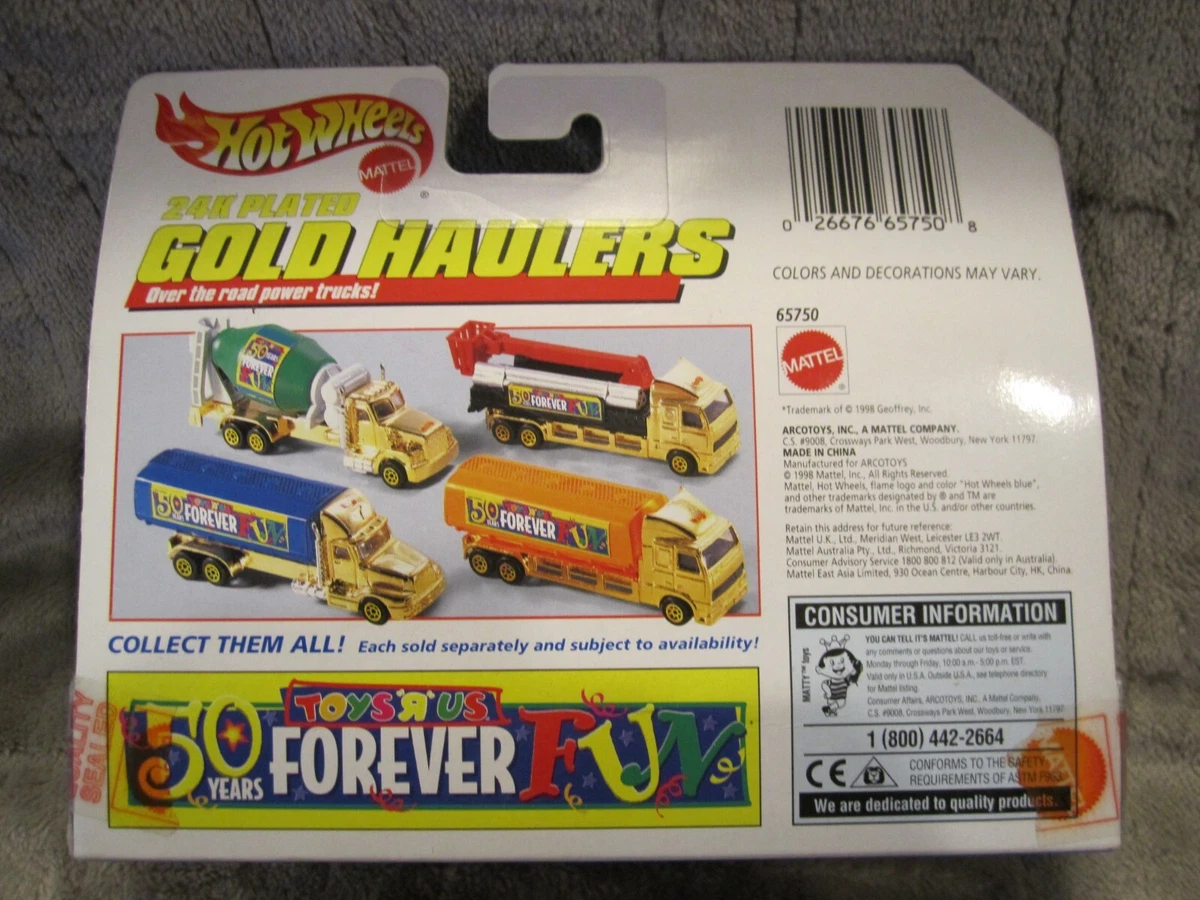 HOT WHEELS
MATTEL
®
24K PLATED
GOLD HAULERS
Over the road power trucks!
50 YEARS
FOREVER
50 FOREVER FUN
50 YEARS FOREVER FUN
50 YEARS FOREVER FUN
COLLECT THEM ALL! Each sold separately and subject to availability!
TOYS "R" US
50 YEARS FOREVER FUN
QUALITY
SEALED
0 26676 65750 8
COLORS AND DECORATIONS MAY VARY.
65750
MATTEL
®
*Trademark of © 1998 Geoffrey, Inc.
ARCOTOYS, INC., A MATTEL COMPANY.
C.S. #9008, Crossways Park West, Woodbury, New York 11797.
MADE IN CHINA
Manufactured for ARCOTOYS
© 1998 Mattel, Inc. All Rights Reserved.
Mattel, Hot Wheels, flame logo and color "Hot Wheels blue",
and other trademarks designated by ® and TM are
trademarks of Mattel, Inc. in the U.S. and/or other countries.
Retain this address for future reference:
Mattel U.K., Ltd., Meridian West, Leicester LE3 2WT.
Mattel Australia Pty., Ltd., Richmond, Victoria 3121.
Consumer Advisory Service 1800 800 812 (Valid only in Australia).
Mattel East Asia Limited, 930 Ocean Centre, Harbour City, HK, China.
CONSUMER INFORMATION
MATTY™ toys
YOU CAN TELL IT'S MATTEL! CALL us toll-free or write with
any comments or questions about our toys or service.
Monday through Friday, 10:00 a.m. - 5:00 p.m. EST.
Valid only in U.S.A. Outside U.S.A., see telephone directory
for Mattel listing.
Consumer Affairs, ARCOTOYS, INC., A Mattel Company,
C.S. #9008, Crossways Park West, Woodbury, New York 11797
1 (800) 442-2664
CE
CONFORMS TO THE SAFETY
REQUIREMENTS OF ASTM F963
We are dedicated to quality products.